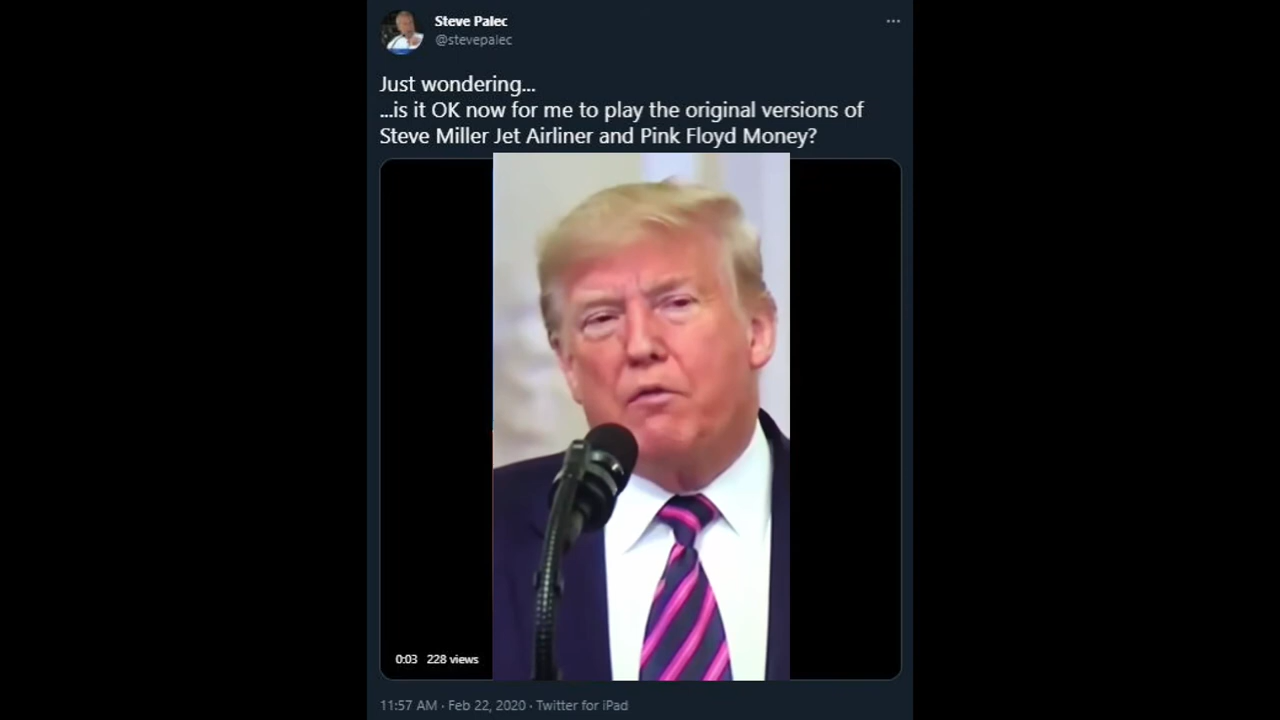 Steve Palec
@stevepalec
Just wondering...
...is it OK now for me to play the original versions of
Steve Miller Jet Airliner and Pink Floyd Money?
0:03 228 views
11:57 AM · Feb 22, 2020 · Twitter for iPad